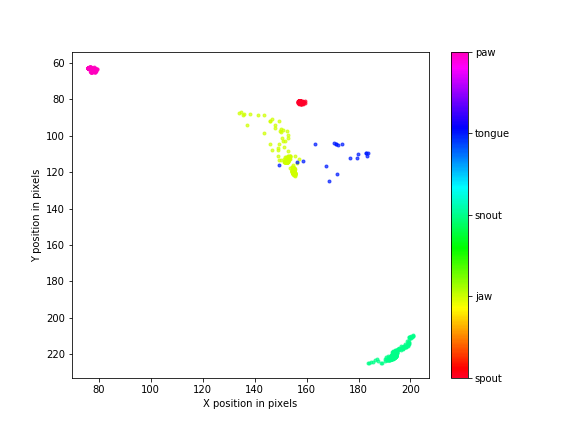 60
80
100
120
140
160
180
200
220
Y position in pixels
80
100
120
140
160
180
200
X position in pixels
paw
tongue
snout
jaw
spout